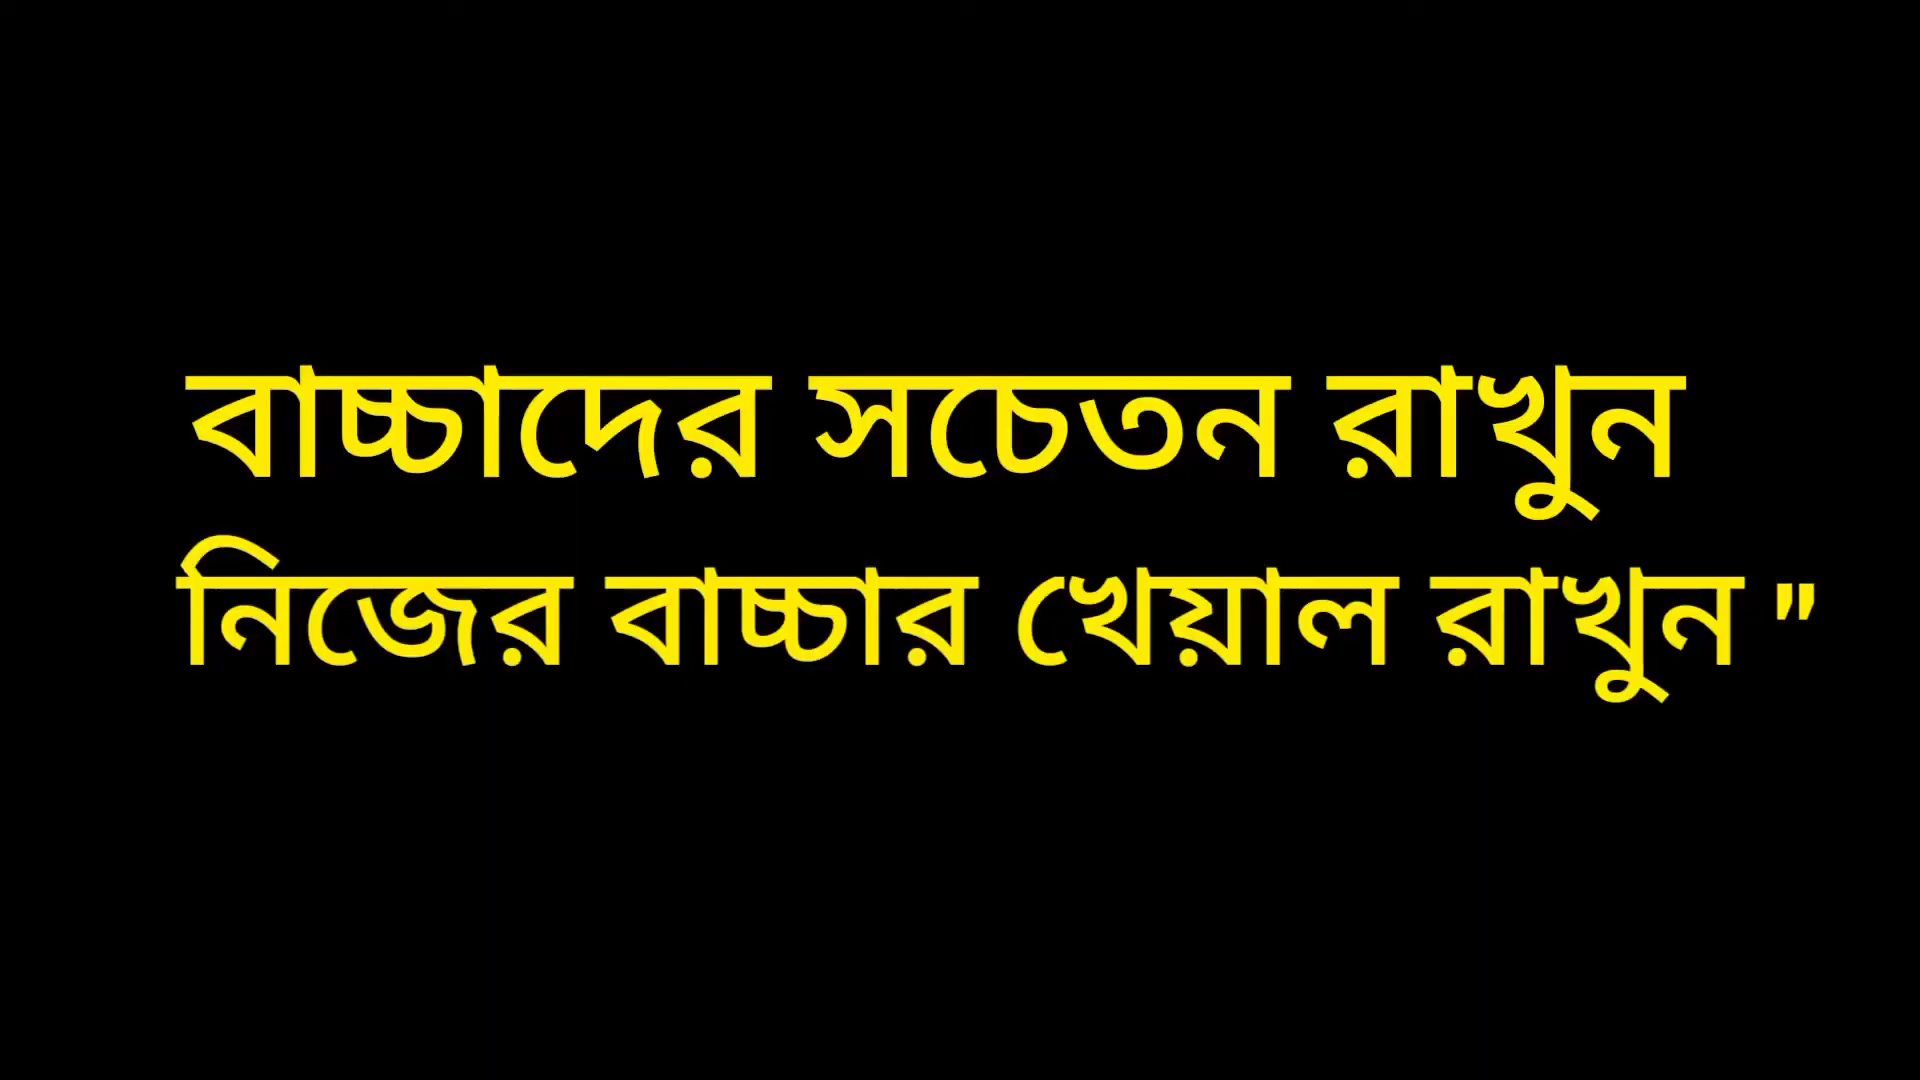 বাচ্চাদের সচেতন রাখুন
নিজের বাচ্চার খেয়াল রাখুন "